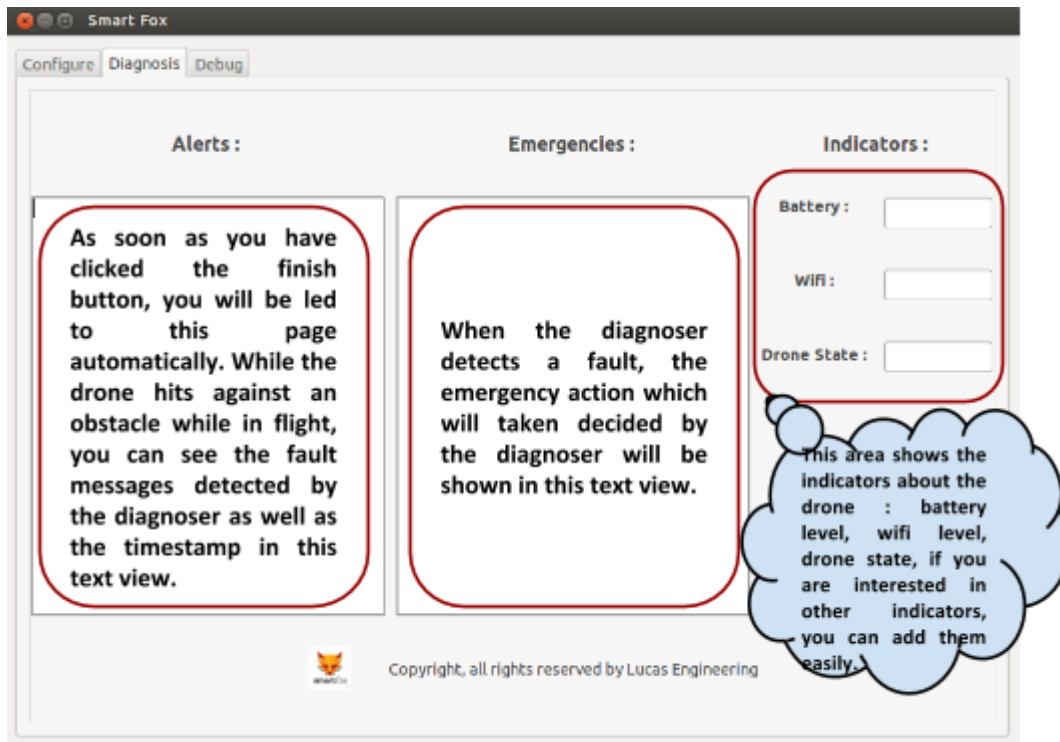 Smart Fox
Configure Diagnosis Debug
Alerts :
Emergencies :
Indicators :
As soon as you have
clicked the finish
button, you will be led
to this page
automatically. While the
drone hits against an
obstacle while in flight,
you can see the fault
messages detected by
the diagnoser as well as
the timestamp in this
text view.
When the diagnoser
detects a fault, the
emergency action which
will taken decided by
the diagnoser will be
shown in this text view.
Battery :
Wifi :
Drone State :
This area shows the
indicators about the
drone : battery
level, wifi level,
drone state, if you
are interested in
other indicators,
you can add them
easily.
smartfox
Copyright, all rights reserved by Lucas Engineering